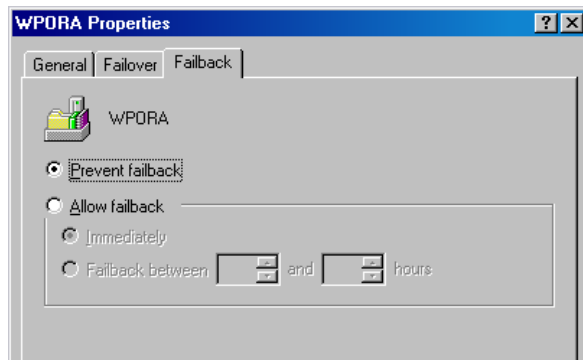 WPORA Properties
General Failover Failback
WPORA
Prevent failback
Allow failback
Immediately
Failback between and hours